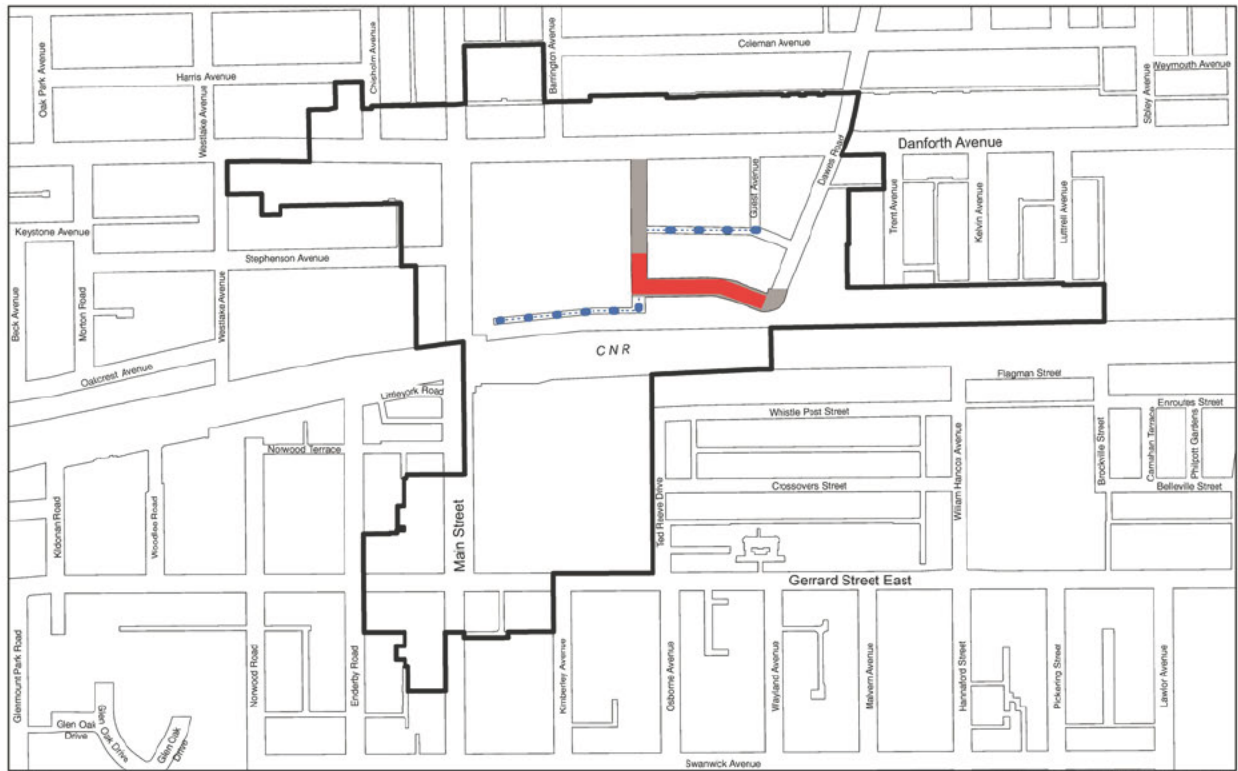 Oak Park Avenue
Harris Avenue
Westlake Avenue
Chisholm Avenue
Barrington Avenue
Coleman Avenue
Weymouth Avenue
Sibley Avenue
Danforth Avenue
Dawes Road
Guest Avenue
Trent Avenue
Kelvin Avenue
Luttrell Avenue
Keystone Avenue
Stephenson Avenue
Beck Avenue
Morton Road
Westlake Avenue
Oakcrest Avenue
CNR
Littleyork Road
Norwood Terrace
Flagman Street
Enroutes Street
Whistle Post Street
William Hancox Avenue
Brockville Street
Carnahan Terrace
Philpott Gardens
Crossovers Street
Belleville Street
Ted Reeve Drive
Kildonan Road
Woodlee Road
Main Street
Gerrard Street East
Glenmount Park Road
Norwood Road
Enderby Road
Kimberley Avenue
Osborne Avenue
Wayland Avenue
Malvern Avenue
Hannaford Street
Pickering Street
Lawlor Avenue
Glen Oak
Drive
Glen Oak Drive
Glen Oak
Drive
Swanwick Avenue